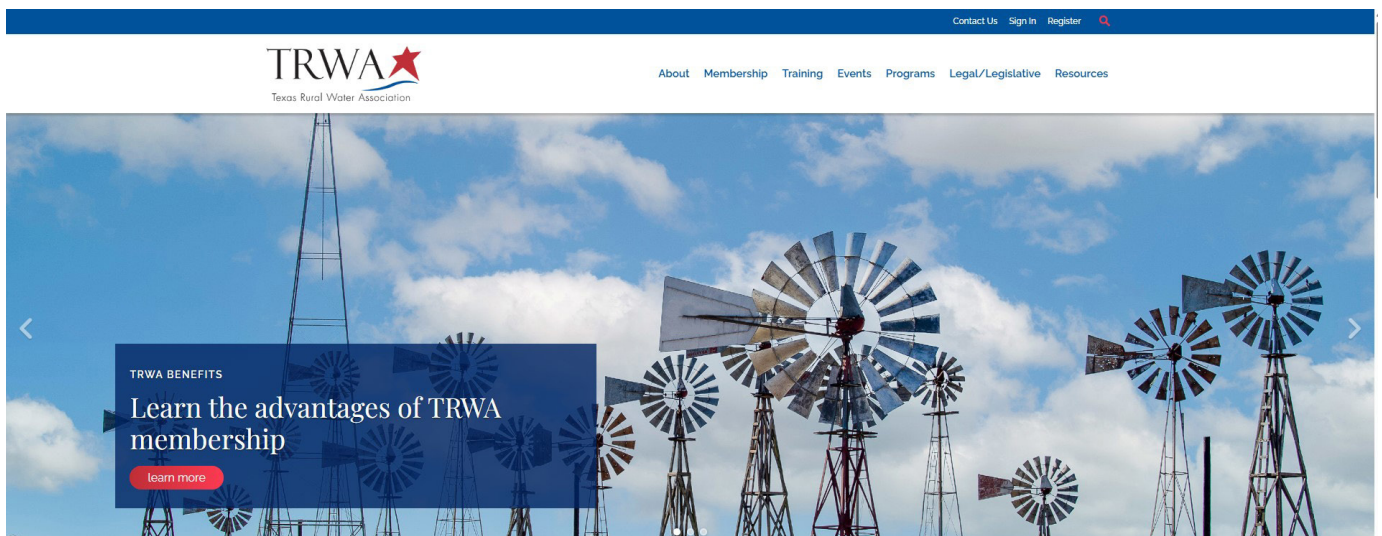 Contact Us Sign In Register
TRWA
Texas Rural Water Association
About Membership Training Events Programs Legal/Legislative Resources
TRWA BENEFITS
Learn the advantages of TRWA
membership
learn more